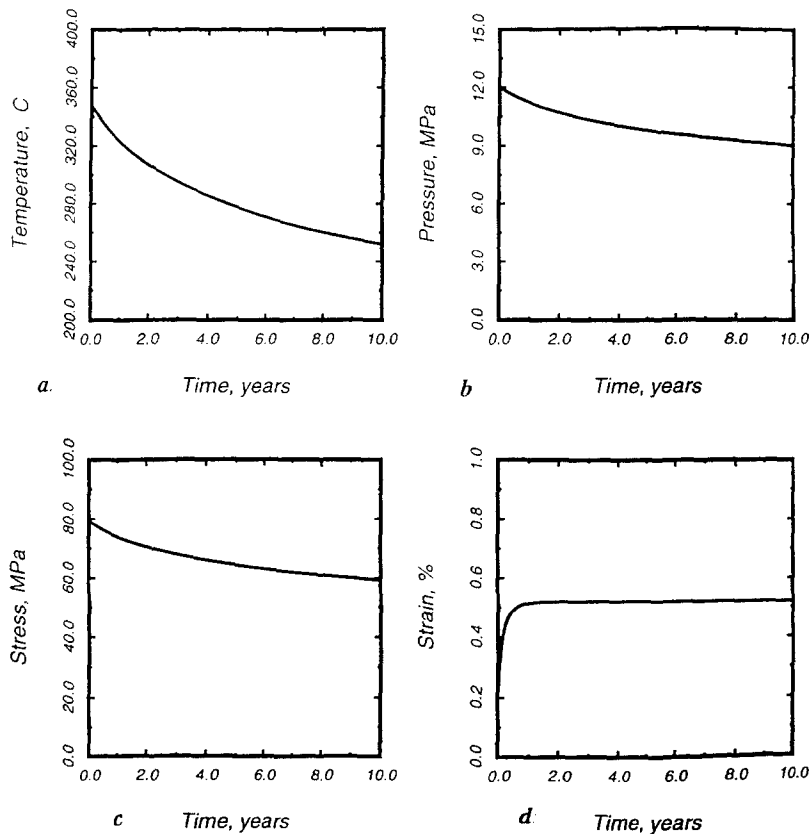 Temperature, C
400.0
360.0
320.0
280.0
240.0
200.0
0.0 2.0 4.0 6.0 8.0 10.0
a. Time, years
Pressure, MPa
15.0
12.0
9.0
6.0
3.0
0.0
0.0 2.0 4.0 6.0 8.0 10.0
b Time, years
Stress, MPa
100.0
80.0
60.0
40.0
20.0
0.0
0.0 2.0 4.0 6.0 8.0 10.0
c Time, years
Strain, %
1.0
0.8
0.6
0.4
0.2
0.0
0.0 2.0 4.0 6.0 8.0 10.0
d. Time, years